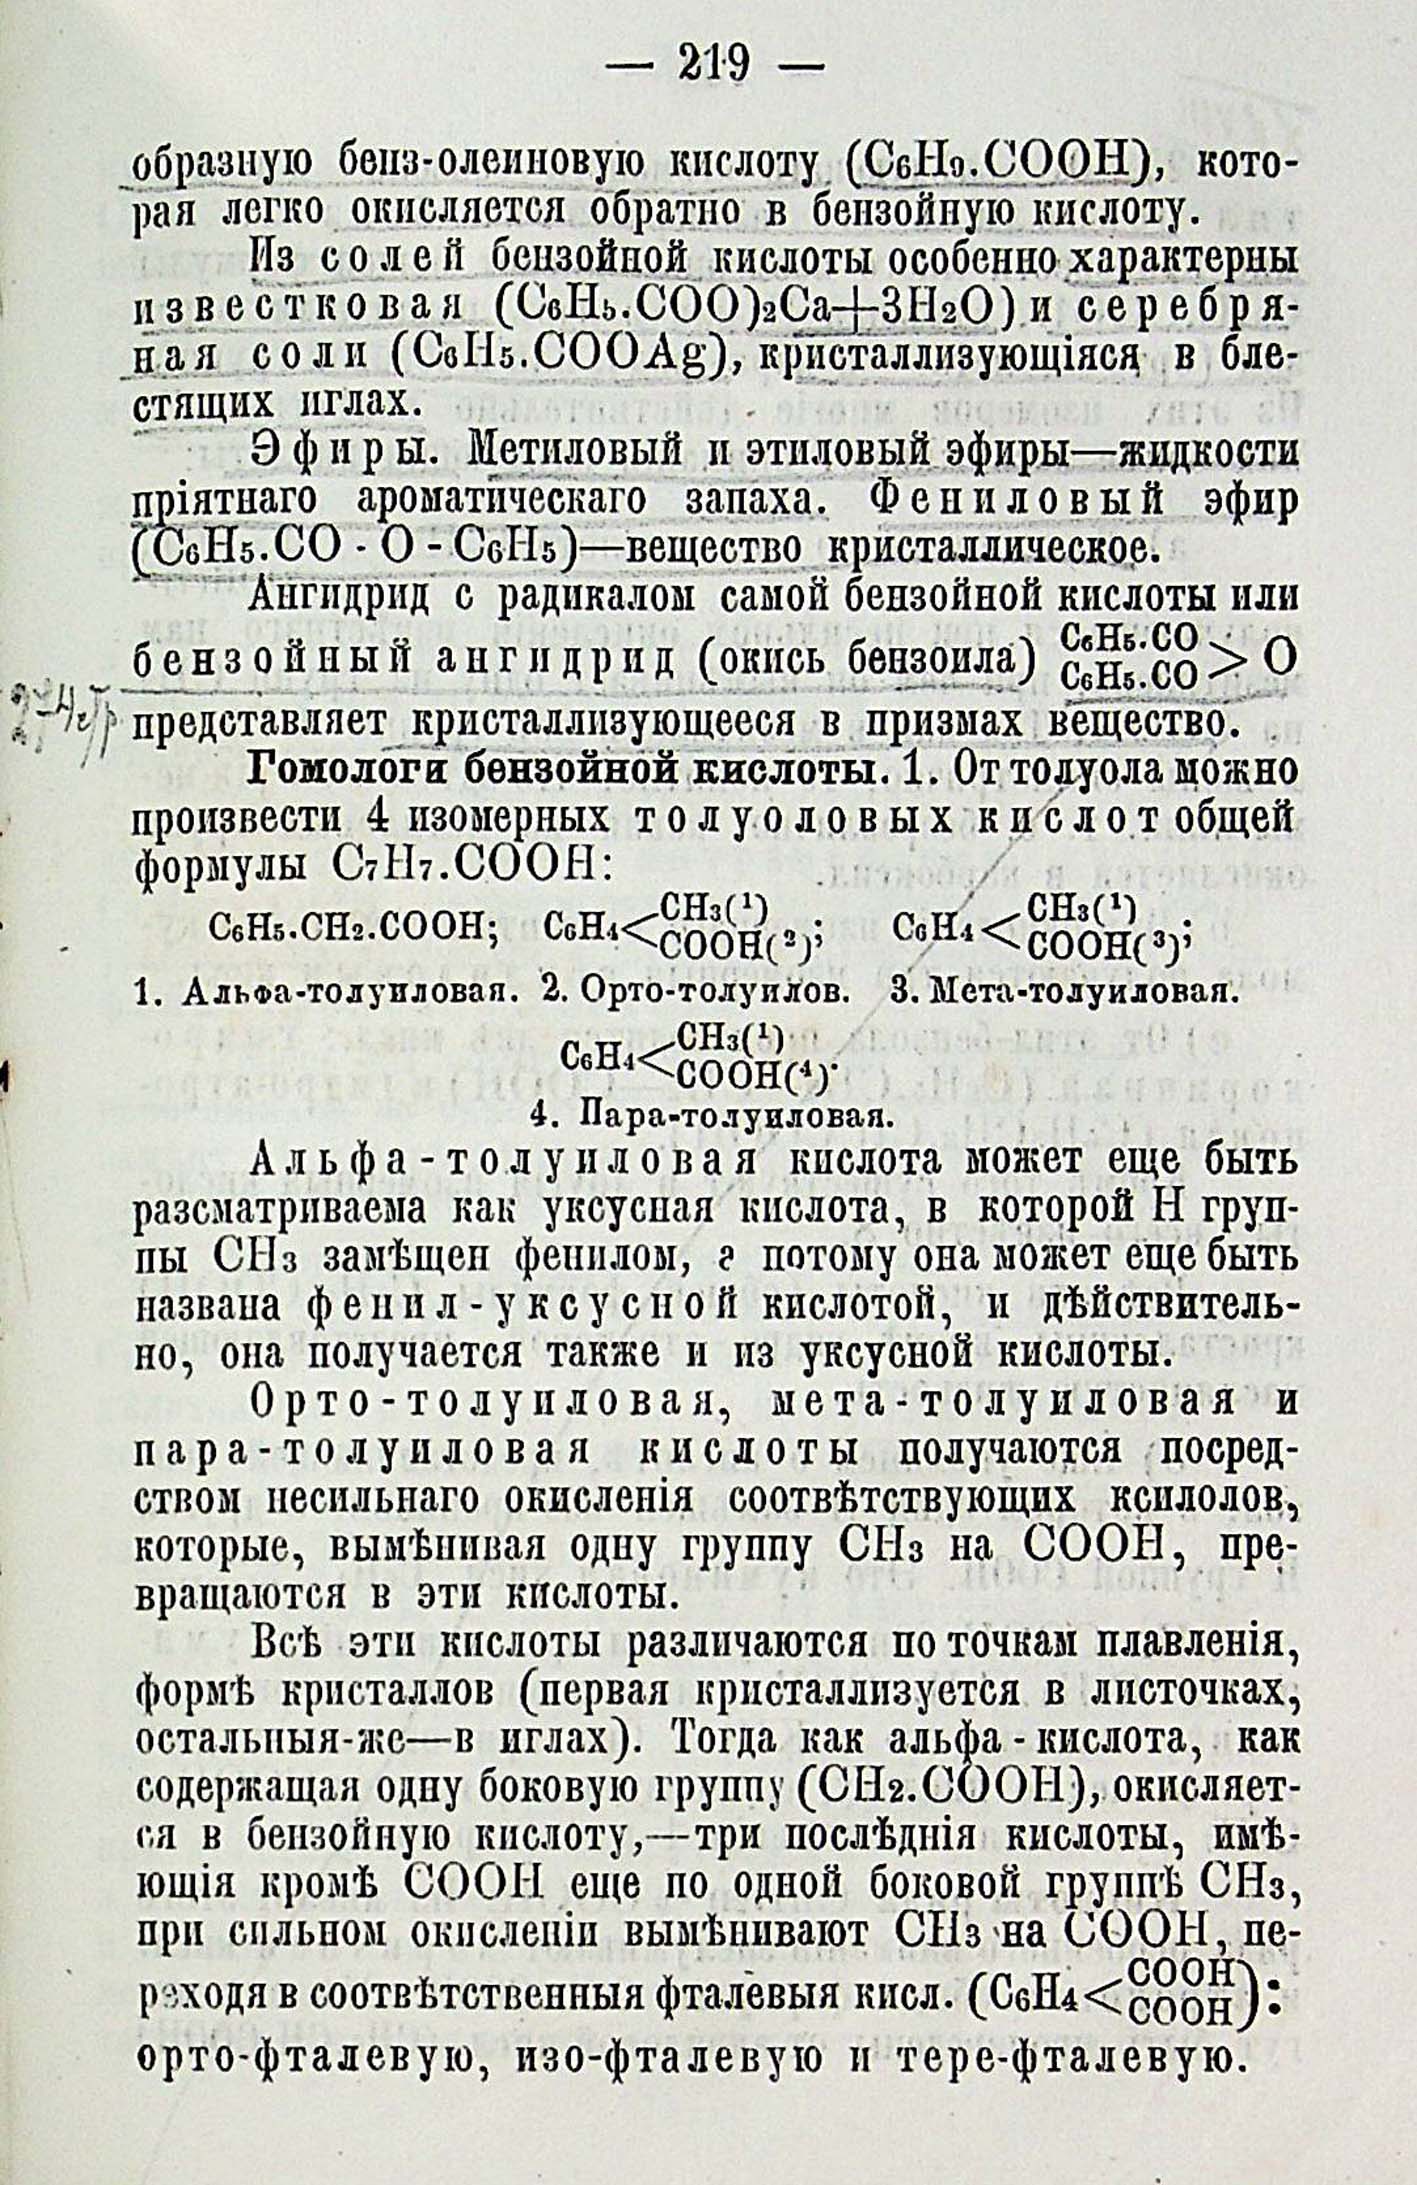 — 219 —
образную бенз-олеиновую кислоту (C₆H₉.COOH), кото-
рая легко окисляется обратно в бензойную кислоту.
Из солей бензойной кислоты особенно характерны
известковая (C₆H₅.COO)₂Ca+3H₂O) и серебря-
ная соли (C₆H₅.COOAg), кристаллизующіяся в бле-
стящих иглах.
Эфиры. Метиловый и этиловый эфиры—жидкости
пріятнаго ароматическаго запаха. Фениловый эфир
(C₆H₅.CO - O - C₆H₅)—вещество кристаллическое.
Ангидрид с радикалом самой бензойной кислоты или
бензойный ангидрид (окись бензоила) C₆H₅.CO C₆H₅.CO > O
представляет кристаллизующееся в призмах вещество.
Гомологи бензойной кислоты. 1. От толуола можно
произвести 4 изомерных толуоловых кислот общей
формулы C₇H₇.COOH:
C₆H₅.CH₂.COOH; C₆H₄<CH₃(¹) COOH(²); C₆H₄<CH₃(¹) COOH(³);
1. Альфа-толуиловая. 2. Орто-толуилов. 3. Мета-толуиловая.
C₆H₄<CH₃(¹) COOH(⁴).
4. Пара-толуиловая.
Альфа-толуиловая кислота может еще быть
разсматриваема как уксусная кислота, в которой H груп-
пы CH₃ замѣщен фенилом, а потому она может еще быть
названа фенил-уксусной кислотой, и дѣйствитель-
но, она получается также и из уксусной кислоты.
Орто-толуиловая, мета-толуиловая и
пара-толуиловая кислоты получаются посред-
ством несильнаго окисленія соотвѣтствующих ксилолов,
которые, вымѣнивая одну группу CH₃ на COOH, пре-
вращаются в эти кислоты.
Всѣ эти кислоты различаются по точкам плавленія,
формѣ кристаллов (первая кристаллизуется в листочках,
остальныя-же—в иглах). Тогда как альфа-кислота, как
содержащая одну боковую группу (CH₂.COOH), окисляет-
ся в бензойную кислоту,—три послѣднія кислоты, имѣ-
ющія кромѣ COOH еще по одной боковой группѣ CH₃,
при сильном окисленіи вымѣнивают CH₃ на COOH, пе-
реходя в соотвѣтственныя фталевыя кисл. (C₆H₄<COOH COOH):
орто-фталевую, изо-фталевую и тере-фталевую.